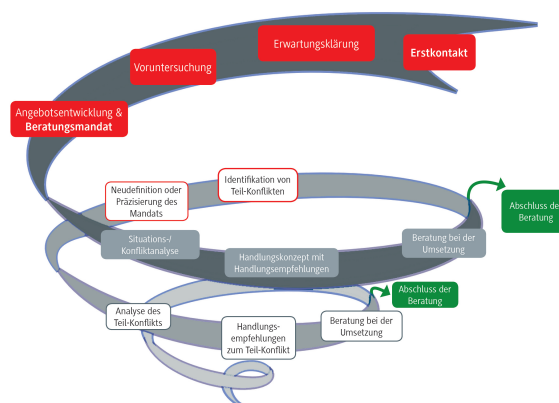 Erwartungsklärung
Erstkontakt
Voruntersuchung
Angebotsentwicklung &
Beratungsmandat
Identifikation von
Teil-Konflikten
Neudefinition oder
Präzisierung des
Mandats
Abschluss der
Beratung
Situations-/
Konfliktanalyse
Handlungskonzept mit
Handlungsempfehlungen
Beratung bei der
Umsetzung
Abschluss der
Beratung
Analyse des
Teil-Konflikts
Handlungs-
empfehlungen
zum Teil-Konflikt
Beratung bei der
Umsetzung